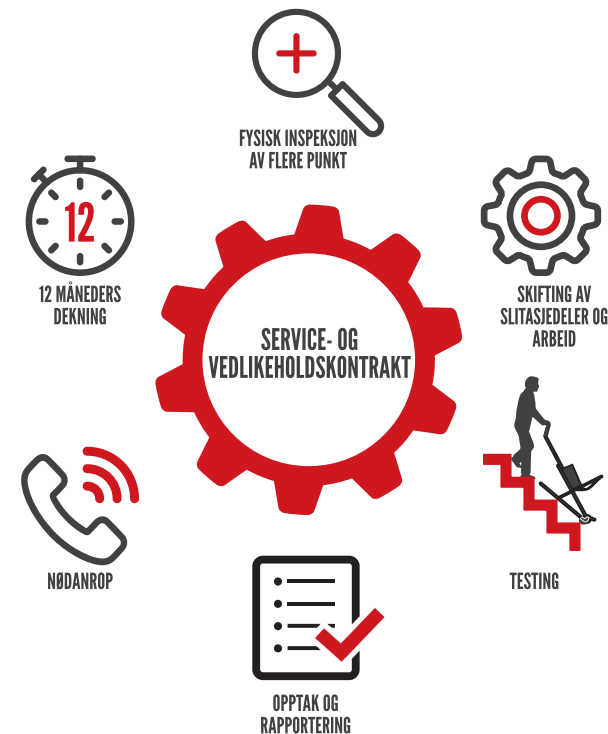 FYSISK INSPEKSJON
AV FLERE PUNKT
12
12 MÅNEDERS
DEKNING
SKIFTING AV
SLITASJEDELER OG
ARBEID
SERVICE- OG
VEDLIKEHOLDSKONTRAKT
NØDANROP
TESTING
OPPTAK OG
RAPPORTERING